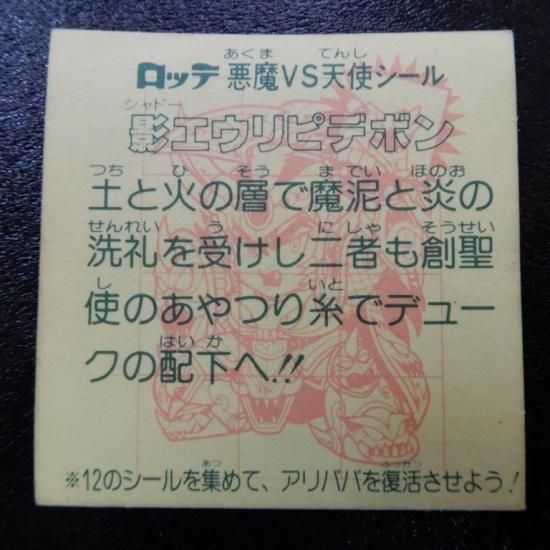 ロッテ 悪魔VS天使シール
影エウリピデボン
土と火の層で魔泥と炎の
洗礼を受けし二者も創聖
使のあやつり糸でデュー
クの配下へ!!
※12のシールを集めて、アリババを復活させよう!